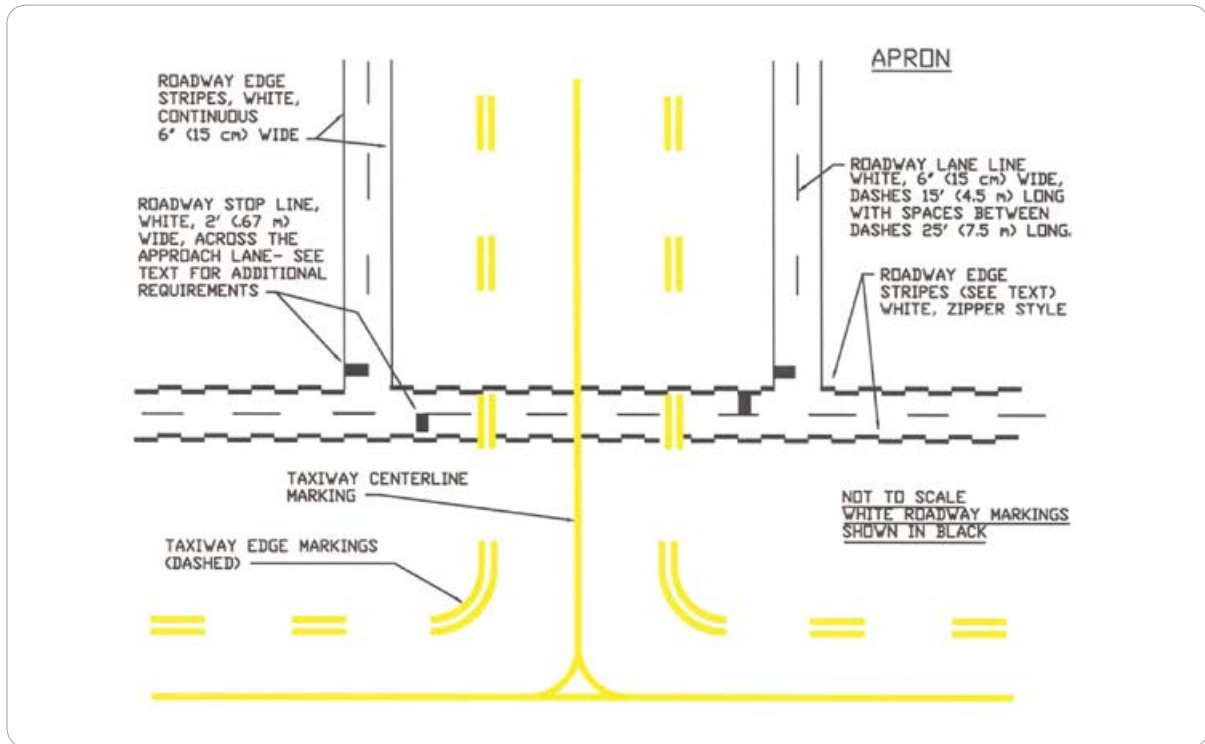 APRON
ROADWAY EDGE
STRIPES, WHITE,
CONTINUOUS
6" (15 cm) WIDE
ROADWAY STOP LINE,
WHITE, 2' (.67 m)
WIDE, ACROSS THE
APPROACH LANE- SEE
TEXT FOR ADDITIONAL
REQUIREMENTS
ROADWAY LANE LINE
WHITE, 6" (15 cm) WIDE,
DASHES 15' (4.5 m) LONG
WITH SPACES BETWEEN
DASHES 25' (7.5 m) LONG.
ROADWAY EDGE
STRIPES (SEE TEXT)
WHITE, ZIPPER STYLE
TAXIWAY CENTERLINE
MARKING
TAXIWAY EDGE MARKINGS
(DASHED)
NOT TO SCALE
WHITE ROADWAY MARKINGS
SHOWN IN BLACK